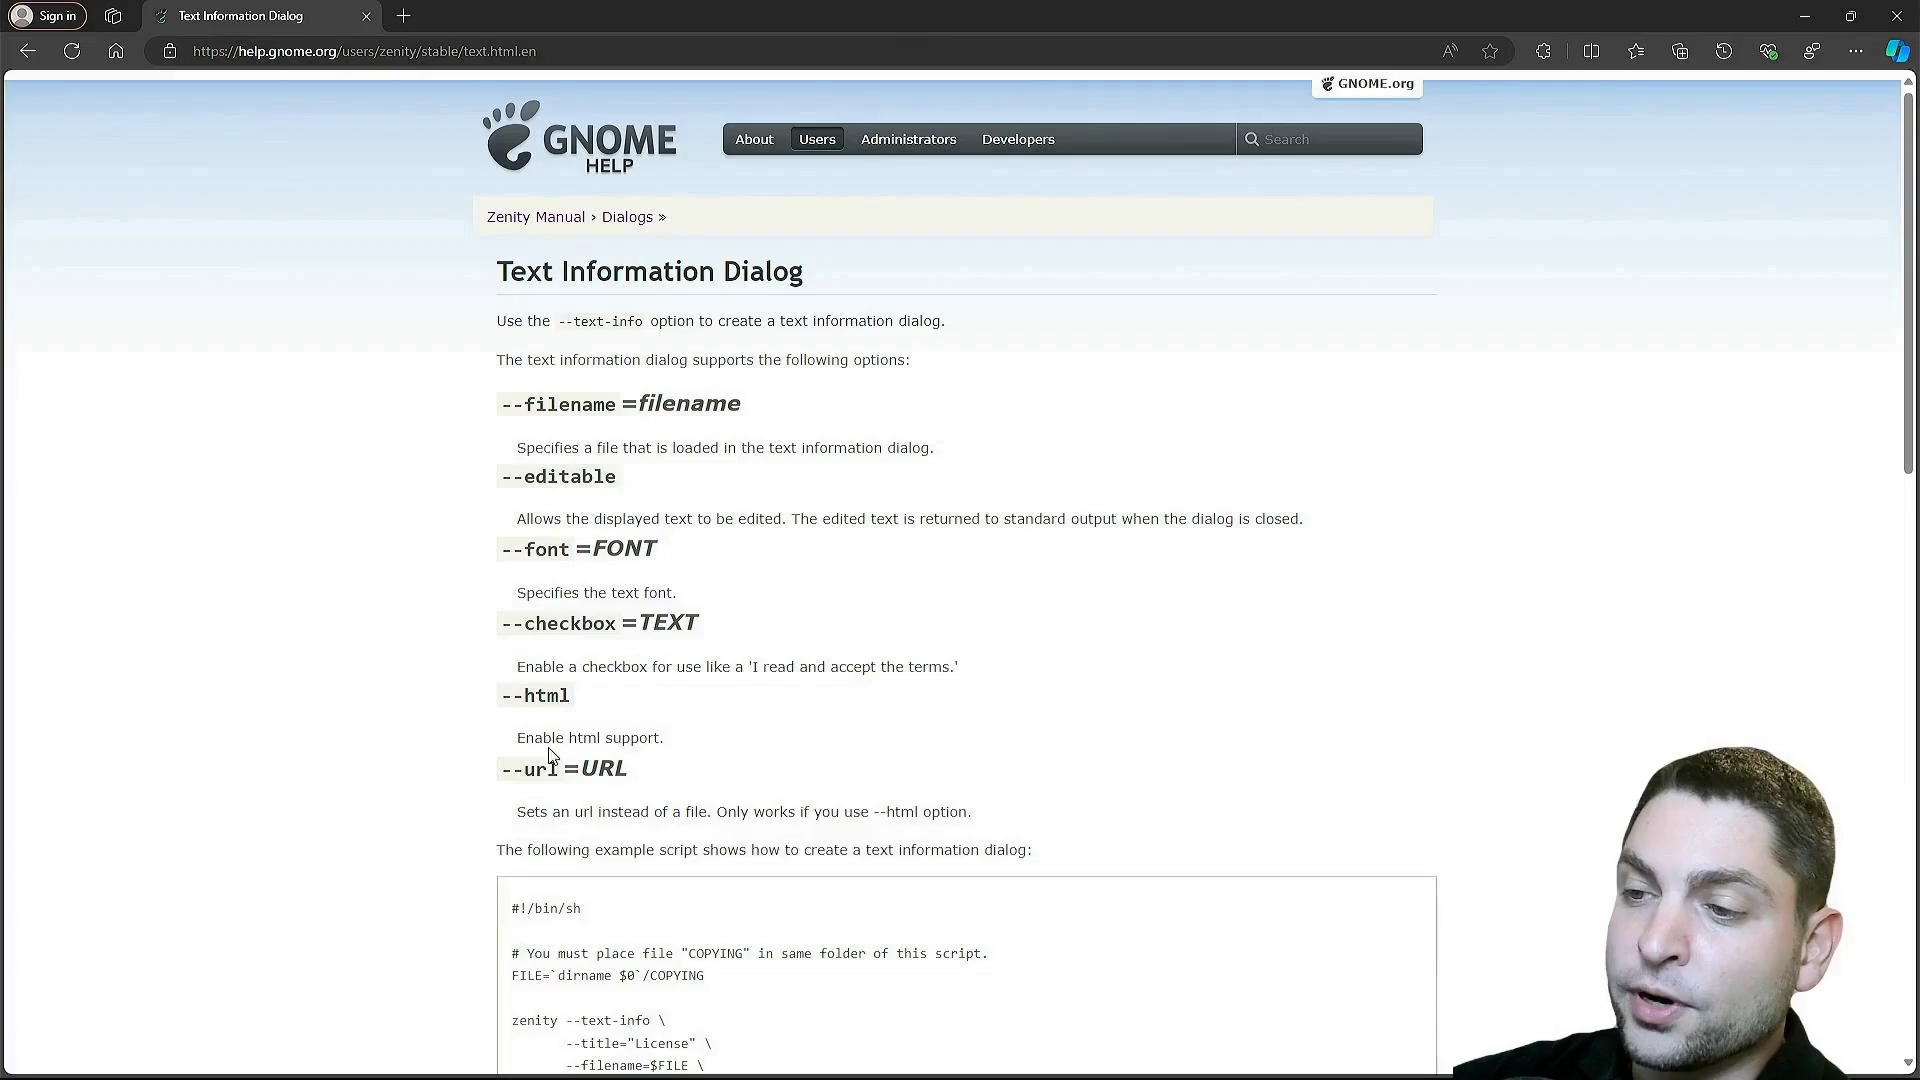 Sign in
Text Information Dialog
https://help.gnome.org/users/zenity/stable/text.html.en
GNOME.org
GNOME
HELP
About Users Administrators Developers Search
Zenity Manual › Dialogs »
Text Information Dialog
Use the --text-info option to create a text information dialog.
The text information dialog supports the following options:
--filename =filename
Specifies a file that is loaded in the text information dialog.
--editable
Allows the displayed text to be edited. The edited text is returned to standard output when the dialog is closed.
--font =FONT
Specifies the text font.
--checkbox =TEXT
Enable a checkbox for use like a 'I read and accept the terms.'
--html
Enable html support.
--url =URL
Sets an url instead of a file. Only works if you use --html option.
The following example script shows how to create a text information dialog:
#!/bin/sh
# You must place file "COPYING" in same folder of this script.
FILE=`dirname $0`/COPYING
zenity --text-info \
--title="License" \
--filename=$FILE \